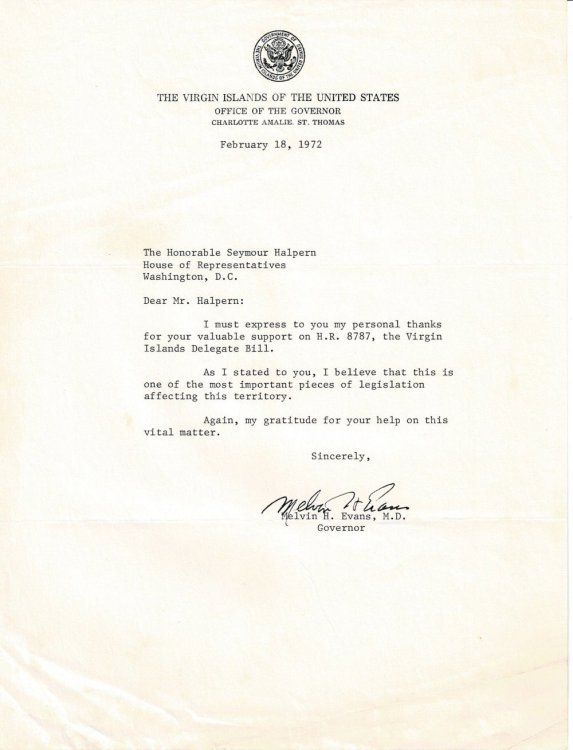 THE VIRGIN ISLANDS OF THE UNITED STATES
OFFICE OF THE GOVERNOR
CHARLOTTE AMALIE, ST. THOMAS
February 18, 1972
The Honorable Seymour Halpern
House of Representatives
Washington, D.C.
Dear Mr. Halpern:
I must express to you my personal thanks
for your valuable support on H.R. 8787, the Virgin
Islands Delegate Bill.
As I stated to you, I believe that this is
one of the most important pieces of legislation
affecting this territory.
Again, my gratitude for your help on this
vital matter.
Sincerely,
Melvin H Evans
Melvin H. Evans, M.D.
Governor